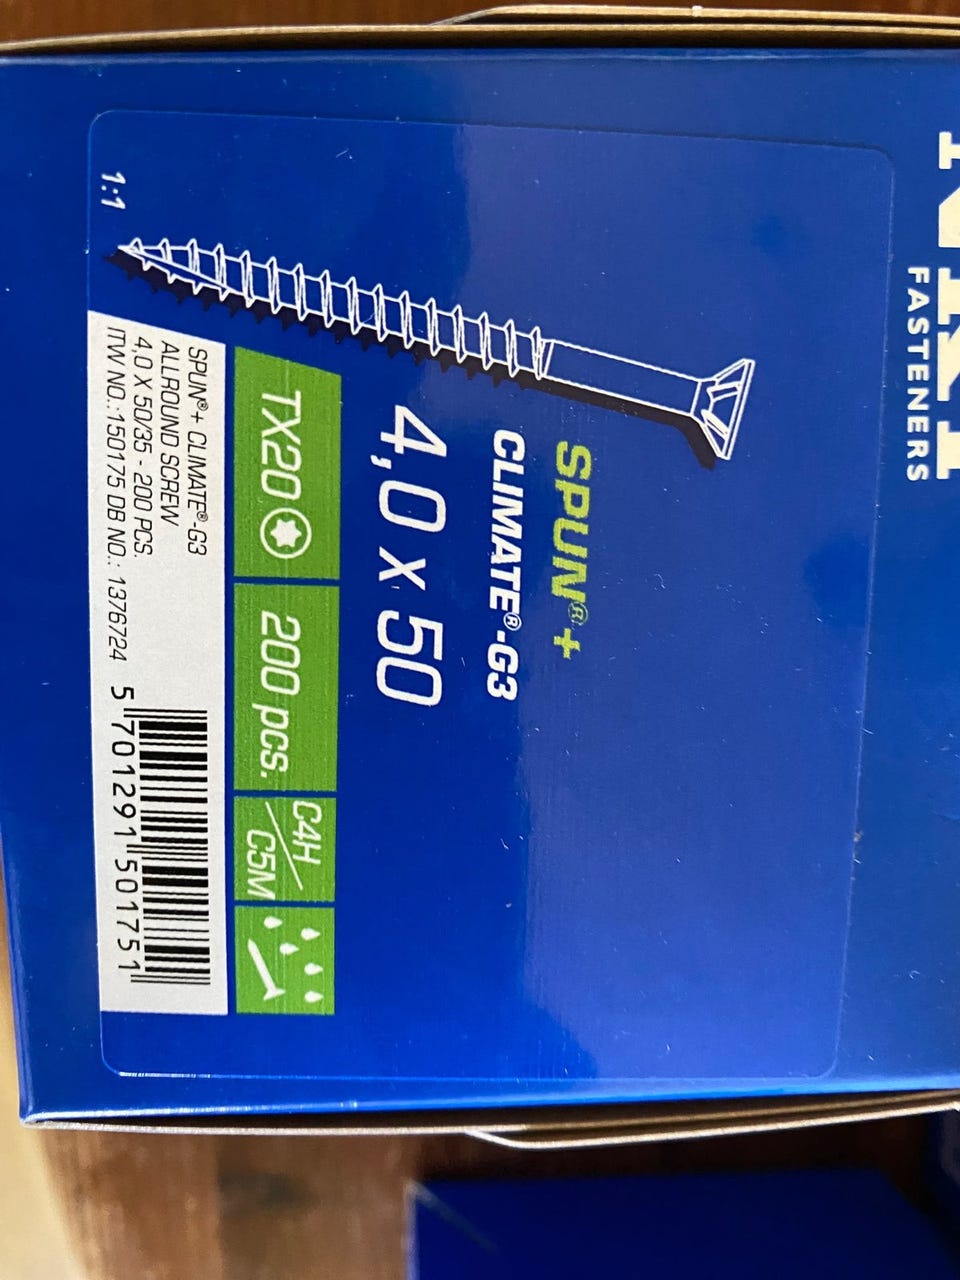 FASTENERS
SPUN®+
CLIMATE®-G3
4,0 x 50
TX20
200 pcs.
C4H/
C5M
1:1
SPUN®+ CLIMATE®-G3
ALLROUND SCREW
4,0 X 50/35 - 200 PCS.
ITW NO.:150175 DB NO.: 1376724
5 701291 501751